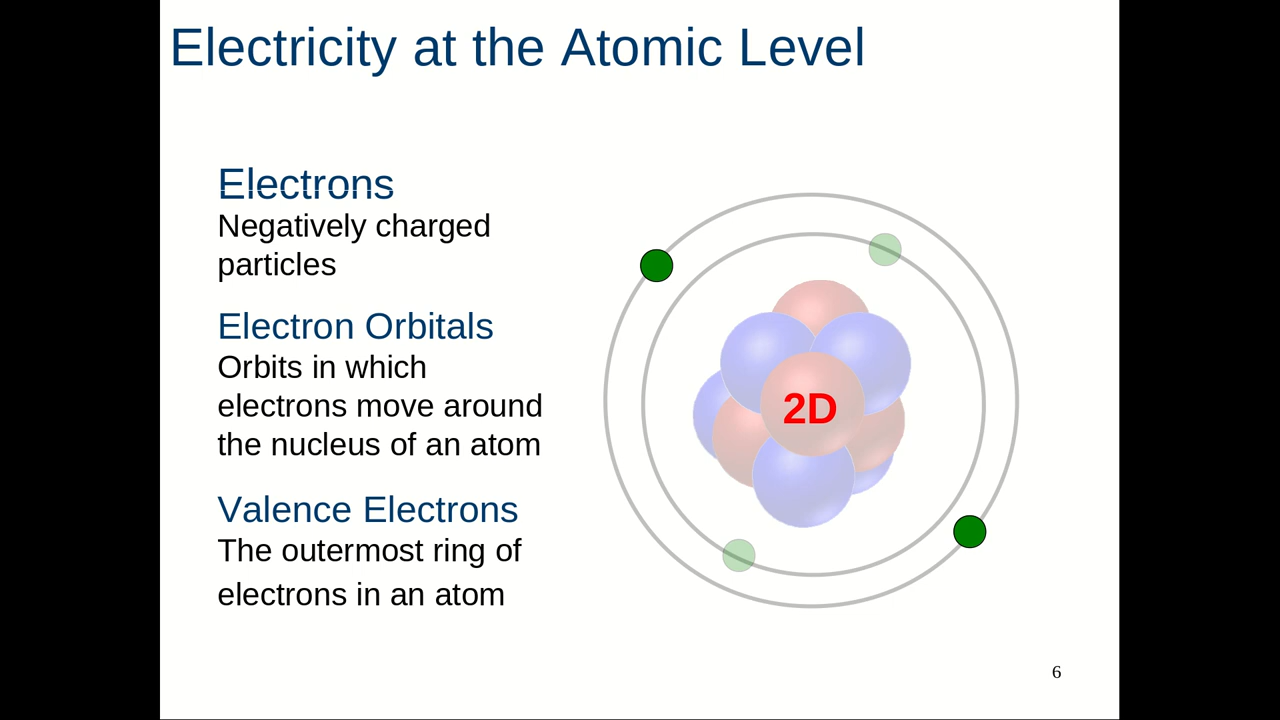 Electricity at the Atomic Level
Electrons
Negatively charged
particles
Electron Orbitals
Orbits in which
electrons move around
the nucleus of an atom
Valence Electrons
The outermost ring of
electrons in an atom
2D
6